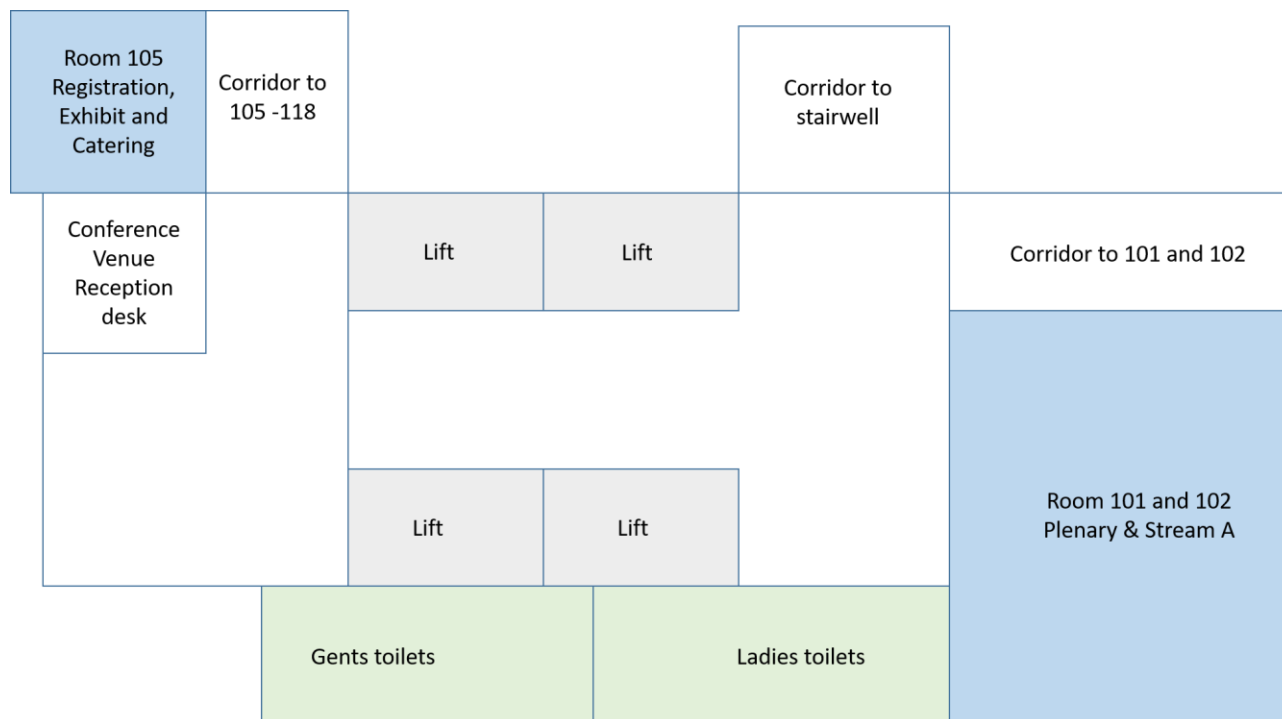 Room 105
Registration,
Exhibit and
Catering
Corridor to
105 -118
Corridor to
stairwell
Conference
Venue
Reception
desk
Lift
Lift
Corridor to 101 and 102
Lift
Lift
Room 101 and 102
Plenary & Stream A
Gents toilets
Ladies toilets